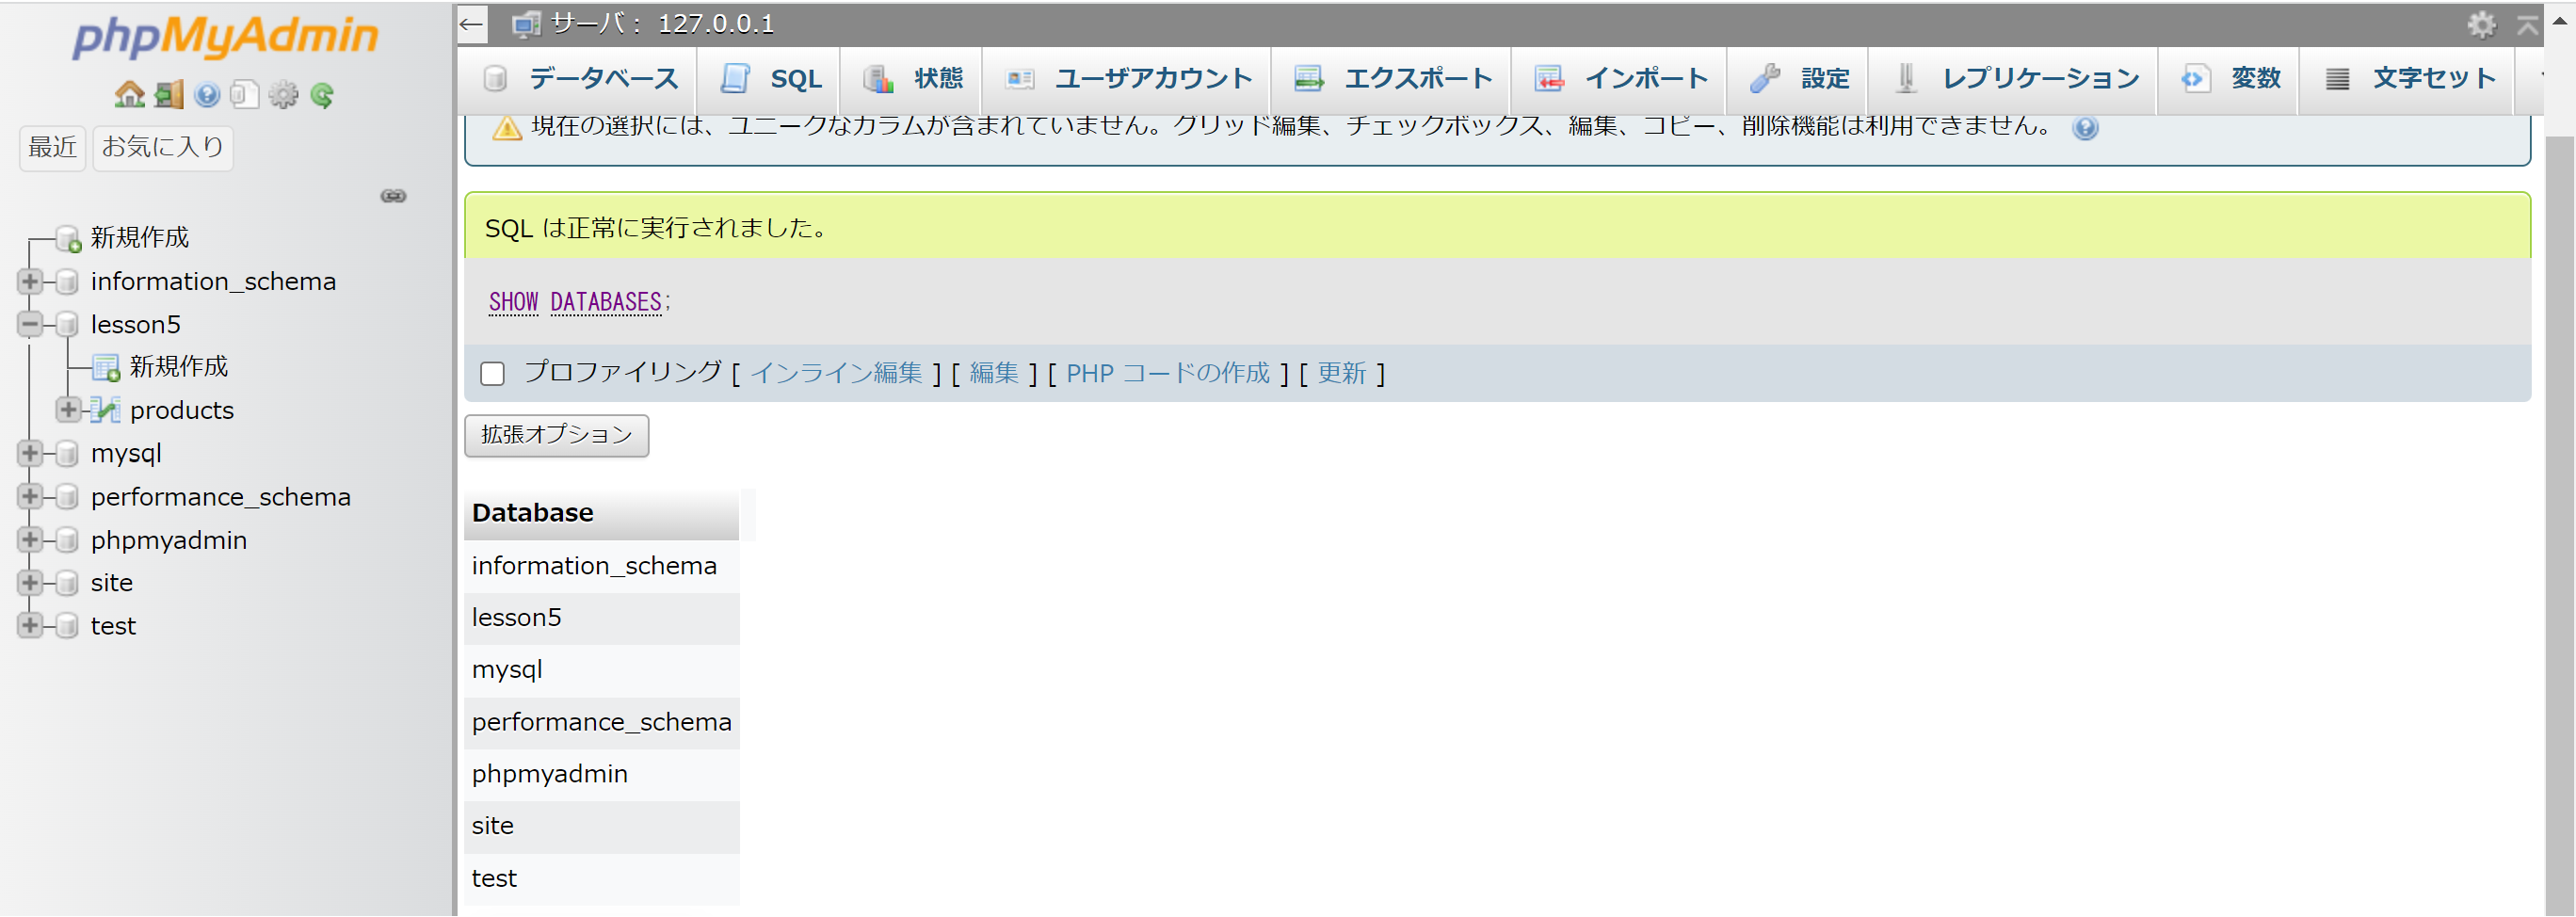 phpMyAdmin
最近 お気に入り
新規作成
information_schema
lesson5
新規作成
products
mysql
performance_schema
phpmyadmin
site
test
サーバ: 127.0.0.1
データベース SQL 状態 ユーザアカウント エクスポート インポート 設定 レプリケーション 変数 文字セット
現在の選択には、ユニークなカラムが含まれていません。グリッド編集、チェックボックス、編集、コピー、削除機能は利用できません。
SQL は正常に実行されました。
SHOW DATABASES;
プロファイリング [ インライン編集 ] [ 編集 ] [ PHP コードの作成 ] [ 更新 ]
拡張オプション
Database
information_schema
lesson5
mysql
performance_schema
phpmyadmin
site
test